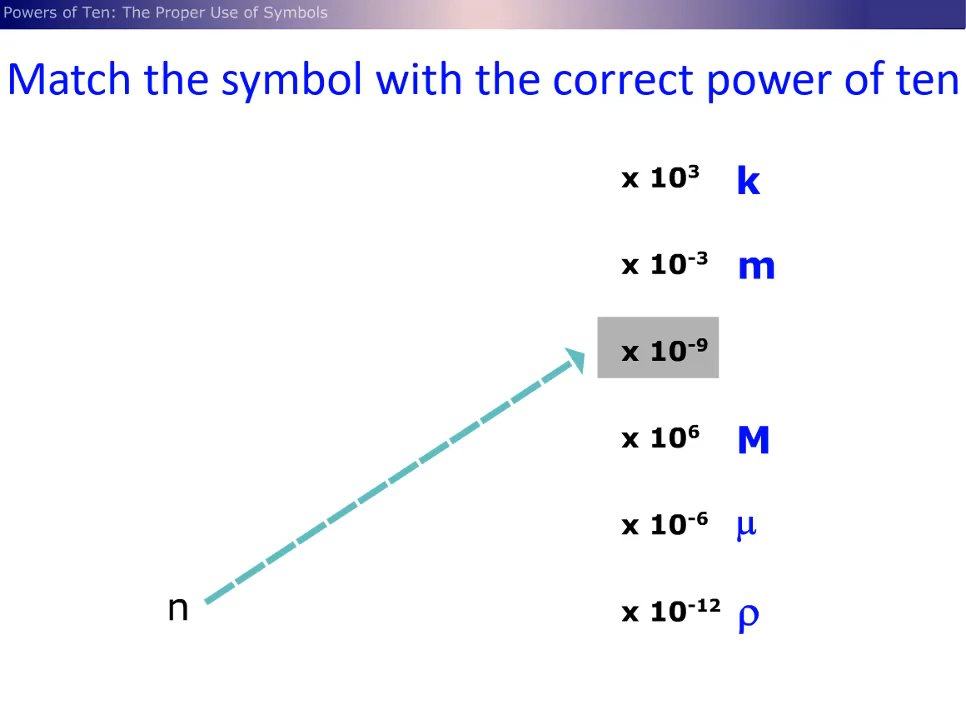 Powers of Ten: The Proper Use of Symbols
Match the symbol with the correct power of ten
x 10³ k
x 10⁻³ m
x 10⁻⁹
x 10⁶ M
x 10⁻⁶ μ
n
x 10⁻¹² ρ